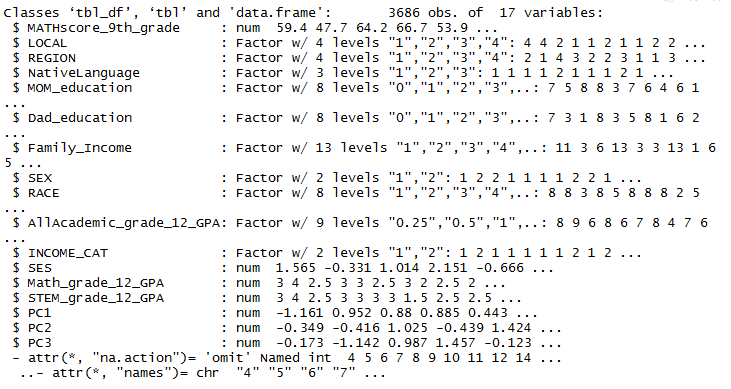 Classes ‘tbl_df’, ‘tbl’ and 'data.frame':	3686 obs. of  17 variables:
 $ MATHscore_9th_grade     : num  59.4 47.7 64.2 66.7 53.9 ...
 $ LOCAL                   : Factor w/ 4 levels "1","2","3","4": 4 4 2 1 1 2 1 1 2 2 ...
 $ REGION                  : Factor w/ 4 levels "1","2","3","4": 2 1 4 3 2 2 3 1 1 3 ...
 $ NativeLanguage          : Factor w/ 3 levels "1","2","3": 1 1 1 1 2 1 1 1 2 1 ...
 $ MOM_education           : Factor w/ 8 levels "0","1","2","3",..: 7 5 8 8 3 7 6 4 6 1
...
 $ Dad_education           : Factor w/ 8 levels "0","1","2","3",..: 7 3 1 8 3 5 8 1 6 2
...
 $ Family_Income           : Factor w/ 13 levels "1","2","3","4",..: 11 3 6 13 3 3 13 1 6
5 ...
 $ SEX                     : Factor w/ 2 levels "1","2": 1 2 2 1 1 1 1 2 2 1 ...
 $ RACE                    : Factor w/ 8 levels "1","2","3","4",..: 8 8 3 8 5 8 8 8 2 5
...
 $ AllAcademic_grade_12_GPA: Factor w/ 9 levels "0.25","0.5","1",..: 8 9 6 8 6 7 8 4 7 6
...
 $ INCOME_CAT              : Factor w/ 2 levels "1","2": 1 2 1 1 1 1 1 2 1 2 ...
 $ SES                     : num  1.565 -0.331 1.014 2.151 -0.666 ...
 $ Math_grade_12_GPA       : num  3 4 2.5 3 3 2.5 3 2 2.5 2 ...
 $ STEM_grade_12_GPA       : num  3 4 2.5 3 3 3 3 1.5 2.5 2.5 ...
 $ PC1                     : num  -1.161 0.952 0.88 0.885 0.443 ...
 $ PC2                     : num  -0.349 -0.416 1.025 -0.439 1.424 ...
 $ PC3                     : num  -0.173 -1.142 0.987 1.457 -0.123 ...
 - attr(*, "na.action")= 'omit' Named int  4 5 6 7 8 9 10 11 12 14 ...
  ..- attr(*, "names")= chr  "4" "5" "6" "7" ...